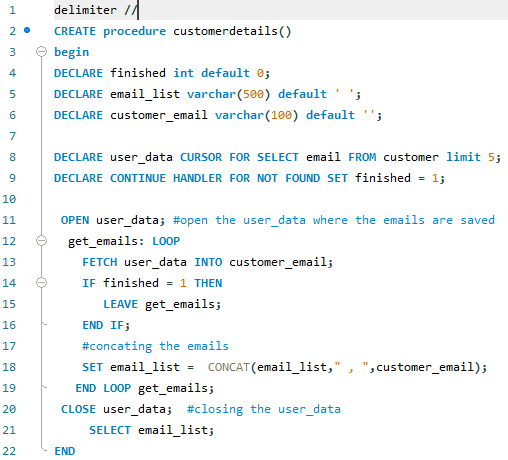 1 delimiter //
2 CREATE procedure customerdetails()
3 begin
4 DECLARE finished int default 0;
5 DECLARE email_list varchar(500) default ' ';
6 DECLARE customer_email varchar(100) default '';
7
8 DECLARE user_data CURSOR FOR SELECT email FROM customer limit 5;
9 DECLARE CONTINUE HANDLER FOR NOT FOUND SET finished = 1;
10
11 OPEN user_data; #open the user_data where the emails are saved
12 get_emails: LOOP
13 FETCH user_data INTO customer_email;
14 IF finished = 1 THEN
15 LEAVE get_emails;
16 END IF;
17 #concating the emails
18 SET email_list = CONCAT(email_list," , ",customer_email);
19 END LOOP get_emails;
20 CLOSE user_data; #closing the user_data
21 SELECT email_list;
22 END